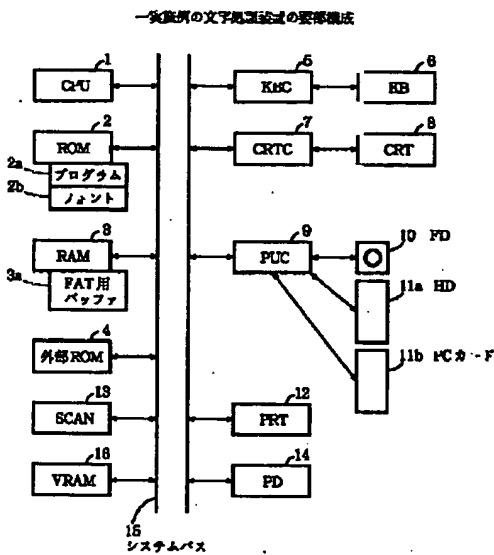 一実施例の文字処理装置の要部構成
1
CPU
2
ROM
2a
プログラム
2b
フォント
3
RAM
3a
FAT用
バッファ
4
外部ROM
13
SCAN
16
VRAM
15
システムバス
5
KBC
6
KB
7
CRTC
8
CRT
9
PUC
10 FD
11a HD
11b PCカード
12
PRT
14
PD